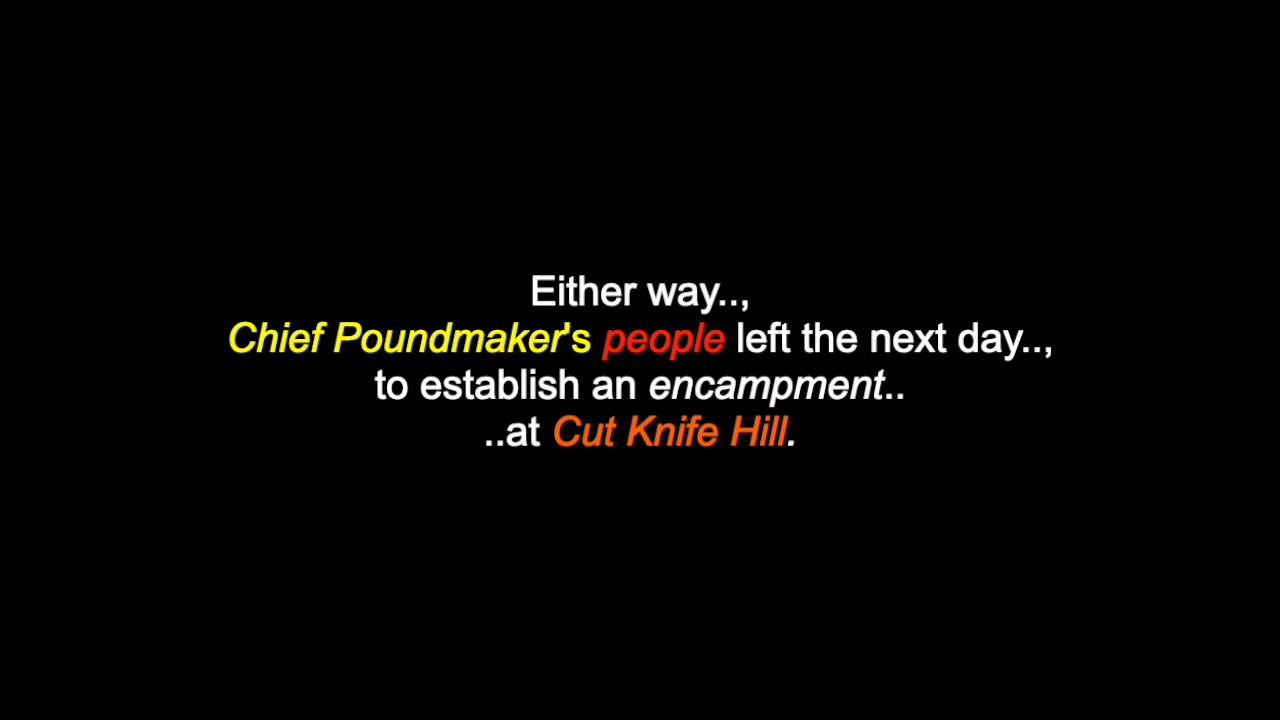 Either way..,
Chief Poundmaker's people left the next day..,
to establish an encampment..
..at Cut Knife Hill.